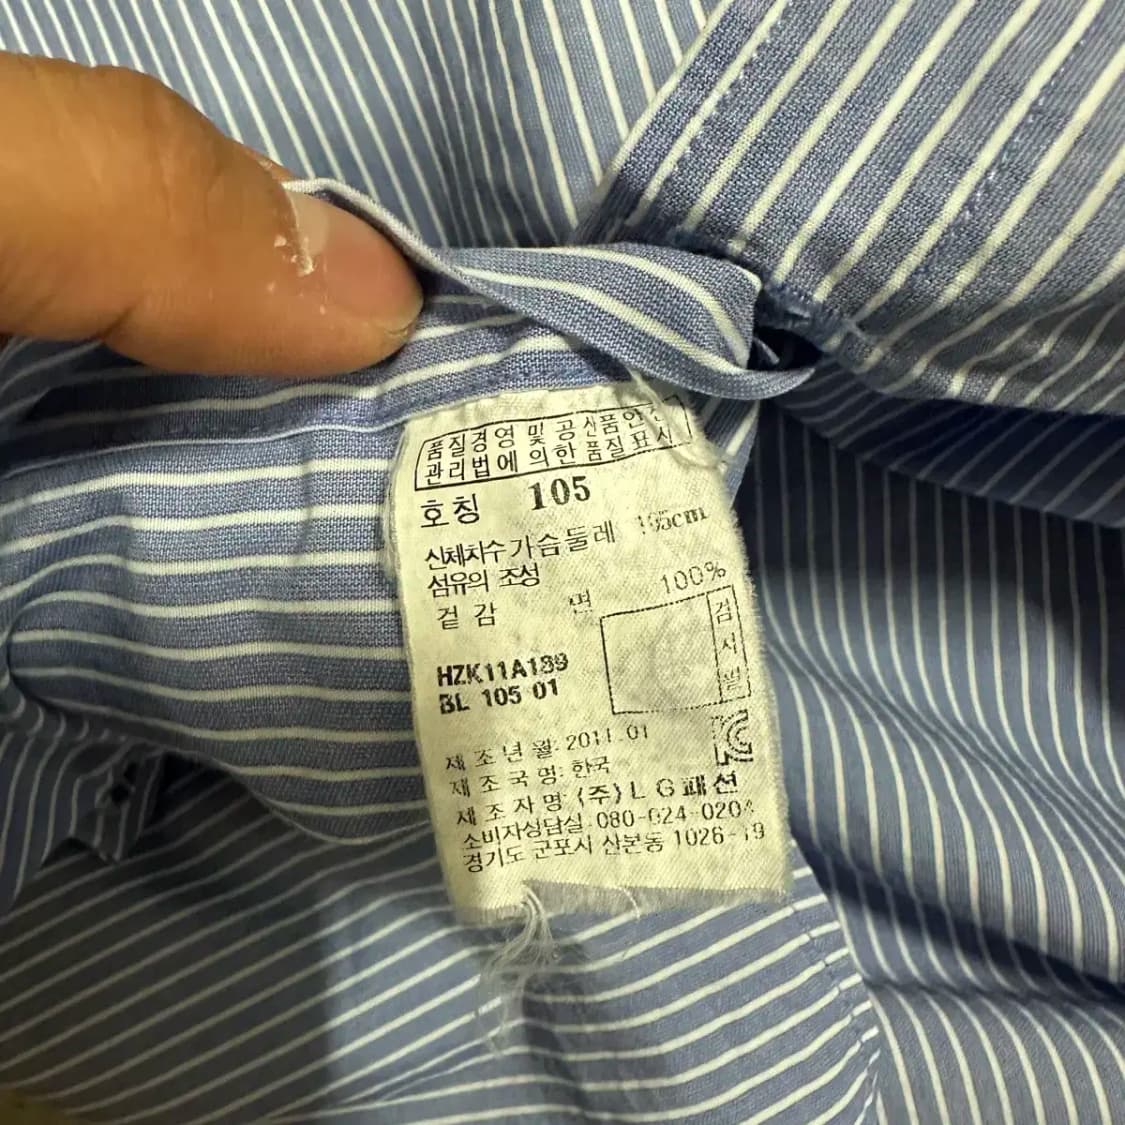 품질경영 및 공산품안전
관리법에 의한 품질표시
호칭 105
신체치수 가슴둘레 105cm
섬유의 조성
겉감 면 100%
검사필
HZK11A189
BL 105 01
제조년월: 2011.01
제조국명: 한국
제조자명 (주)LG패션
소비자상담실 080-024-0204
경기도 군포시 산본동 1026-19